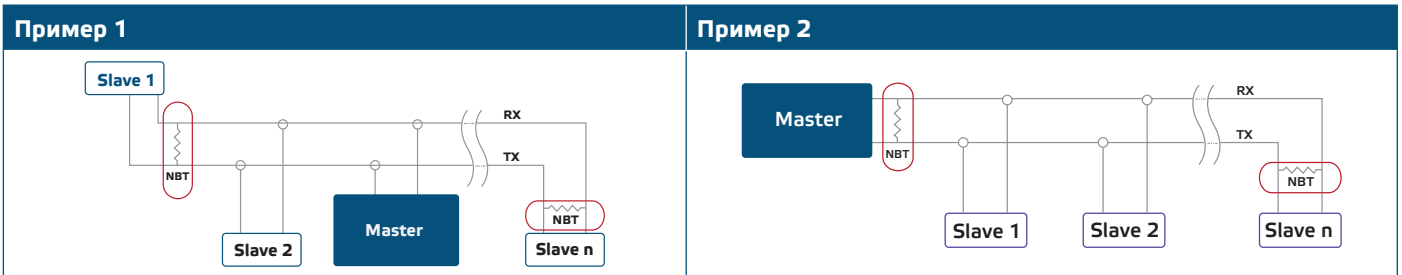 Пример 1
Slave 1
RX
TX
NBT
NBT
Master
Slave 2
Slave n
Пример 2
Master
RX
TX
NBT
NBT
Slave 1
Slave 2
Slave n